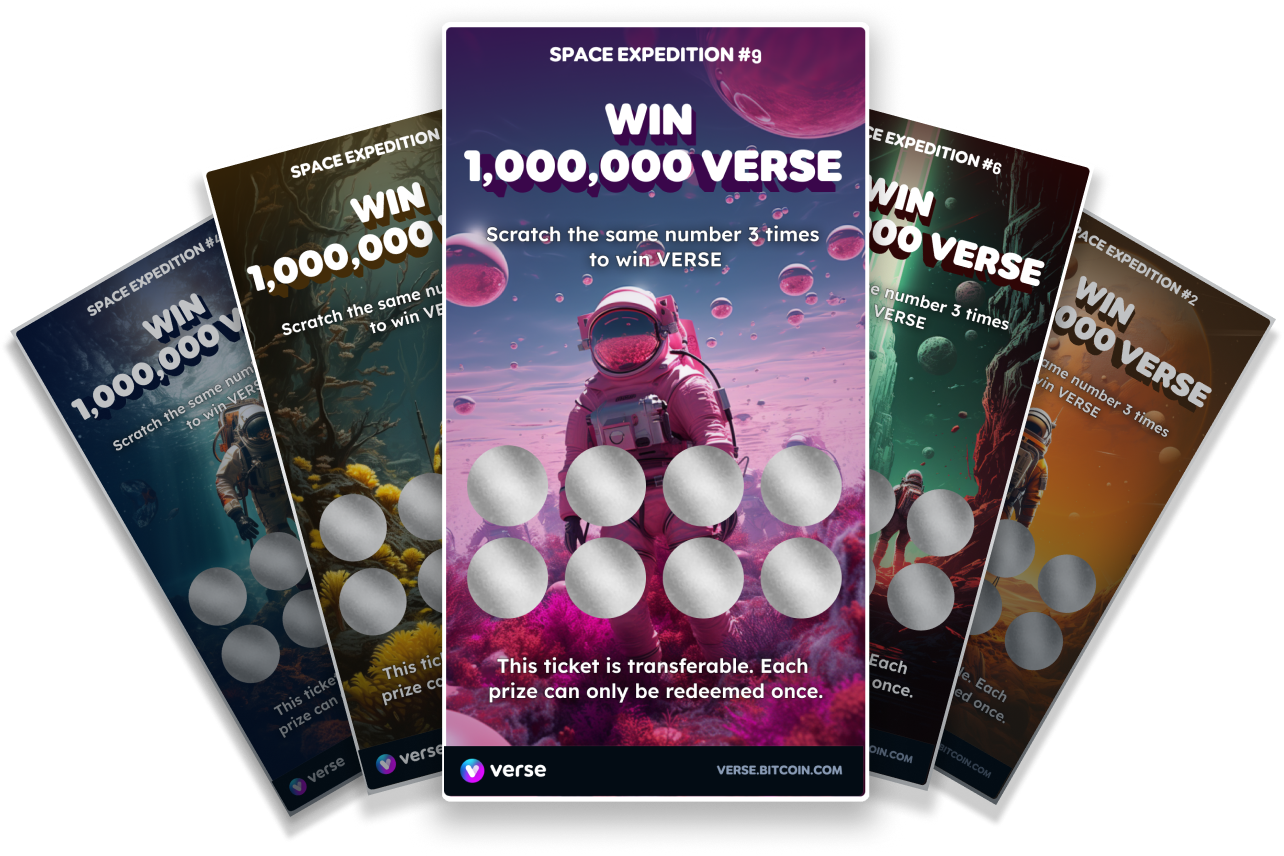 SPACE EXPEDITION #9
WIN
1,000,000 VERSE
Scratch the same number 3 times
to win VERSE
This ticket is transferable. Each
prize can only be redeemed once.
verse
VERSE.BITCOIN.COM
SPACE EXPEDITION #4
WIN
1,000,000 V
Scratch the same num
to win VERS
This ticke
prize can
verse
SPACE EXPEDITION
WIN
1,000,000
Scratch the same nu
to win VE
This tic
prize ca
verse
CE EXPEDITION #6
WIN
00 VERSE
e number 3 times
VERSE
Each
once.
COIN.COM
PACE EXPEDITION #2
WIN
000 VERSE
ame number 3 times
win VERSE
le. Each
ed once.
BITCOIN.COM